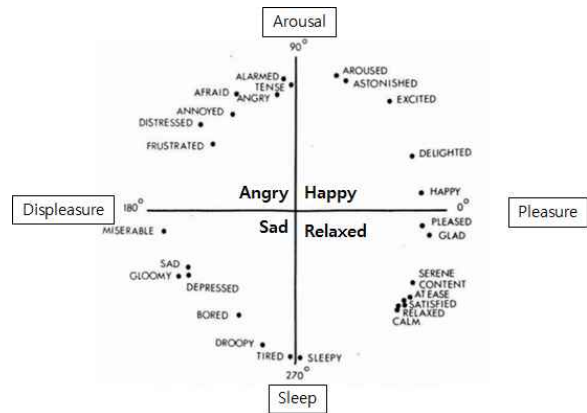 Arousal
90°
ALARMED
AROUSED
TENSE
ASTONISHED
AFRAID
ANGRY
EXCITED
ANNOYED
DISTRESSED
FRUSTRATED
DELIGHTED
Angry
Happy
HAPPY
Displeasure
180°
0°
Pleasure
MISERABLE
Sad
Relaxed
PLEASED
GLAD
SAD
GLOOMY
DEPRESSED
SERENE
CONTENT
AT EASE
SATISFIED
RELAXED
CALM
BORED
DROOPY
TIRED
SLEEPY
270°
Sleep